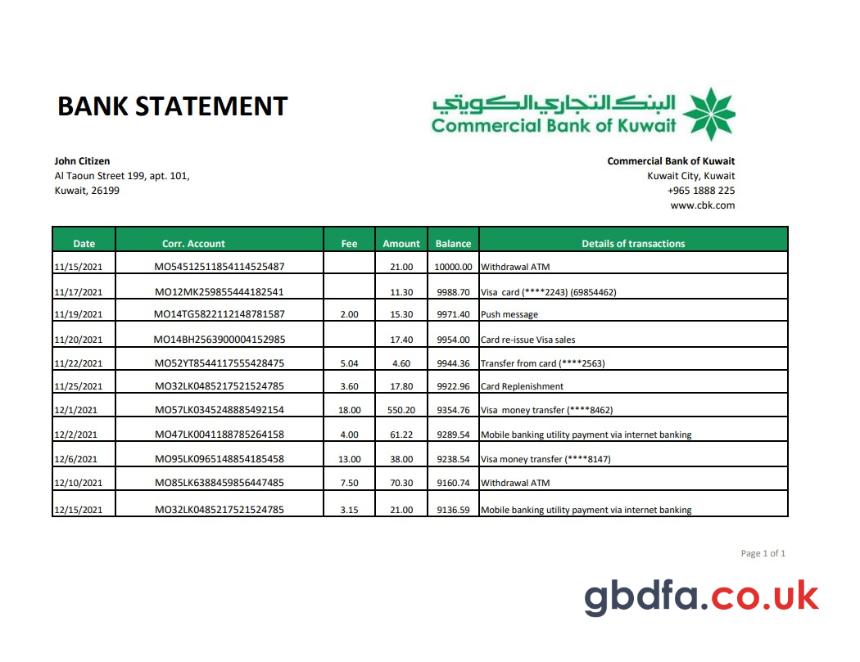 BANK STATEMENT
البنك التجاري الكويتي
Commercial Bank of Kuwait
John Citizen
Al Taoun Street 199, apt. 101,
Kuwait, 26199
Commercial Bank of Kuwait
Kuwait City, Kuwait
+965 1888 225
www.cbk.com
Date Corr. Account Fee Amount Balance Details of transactions
11/15/2021 MO54512511854114525487 21.00 10000.00 Withdrawal ATM
11/17/2021 MO12MK259855444182541 11.30 9988.70 Visa card (****2243) (69854462)
11/19/2021 MO14TG5822112148781587 2.00 15.30 9971.40 Push message
11/20/2021 MO14BH2563900004152985 17.40 9954.00 Card re-issue Visa sales
11/22/2021 MO52YT8544117555428475 5.04 4.60 9944.36 Transfer from card (****2563)
11/25/2021 MO32LK0485217521524785 3.60 17.80 9922.96 Card Replenishment
12/1/2021 MO57LK0345248885492154 18.00 550.20 9354.76 Visa money transfer (****8462)
12/2/2021 MO47LK0041188785264158 4.00 61.22 9289.54 Mobile banking utility payment via internet banking
12/6/2021 MO95LK0965148854185458 13.00 38.00 9238.54 Visa money transfer (****8147)
12/10/2021 MO85LK6388459856447485 7.50 70.30 9160.74 Withdrawal ATM
12/15/2021 MO32LK0485217521524785 3.15 21.00 9136.59 Mobile banking utility payment via internet banking
Page 1 of 1
gbdfa.co.uk